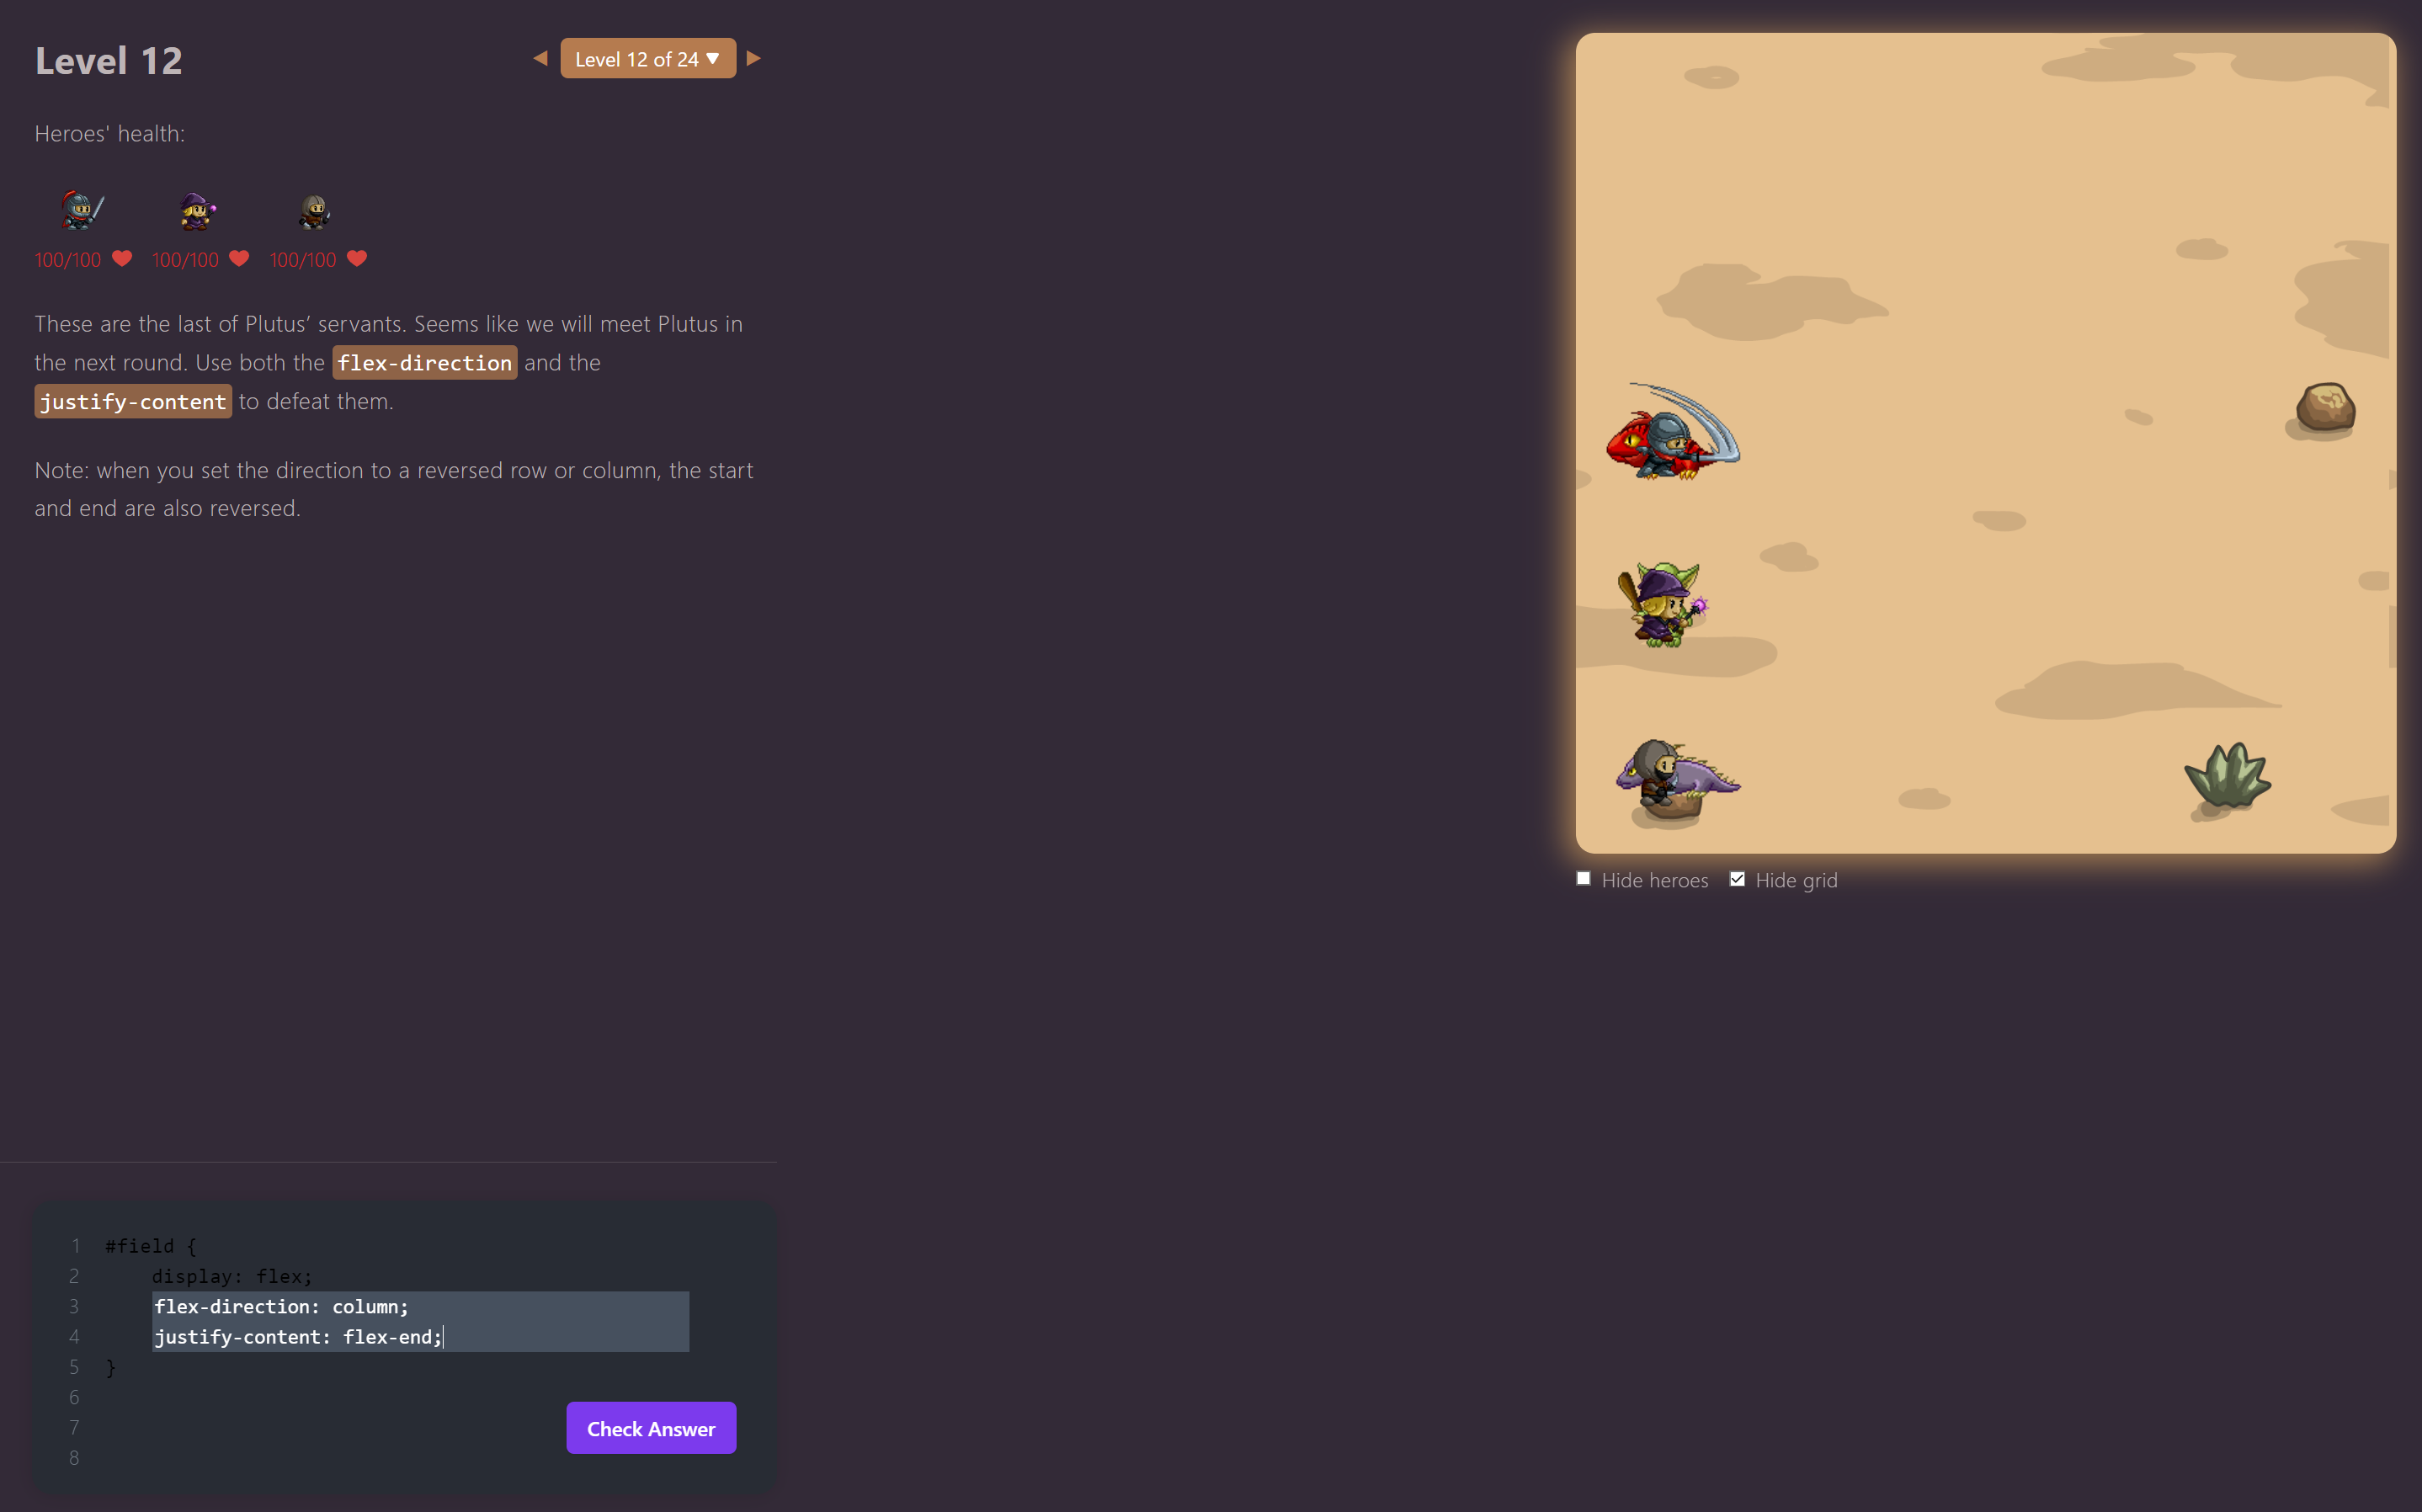 Level 12
Level 12 of 24 ▼
Heroes' health:
100/100 100/100 100/100
These are the last of Plutus’ servants. Seems like we will meet Plutus in
the next round. Use both the flex-direction and the
justify-content to defeat them.
Note: when you set the direction to a reversed row or column, the start
and end are also reversed.
Hide heroes Hide grid
1 #field {
2 display: flex;
3 flex-direction: column;
4 justify-content: flex-end;
5 }
6
7
8
Check Answer